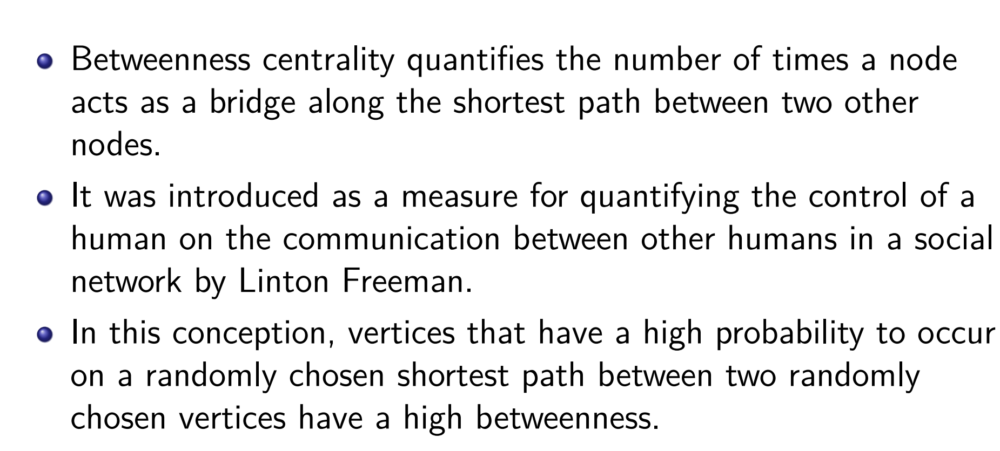 Betweenness centrality quantifies the number of times a node
acts as a bridge along the shortest path between two other
nodes.
It was introduced as a measure for quantifying the control of a
human on the communication between other humans in a social
network by Linton Freeman.
In this conception, vertices that have a high probability to occur
on a randomly chosen shortest path between two randomly
chosen vertices have a high betweenness.